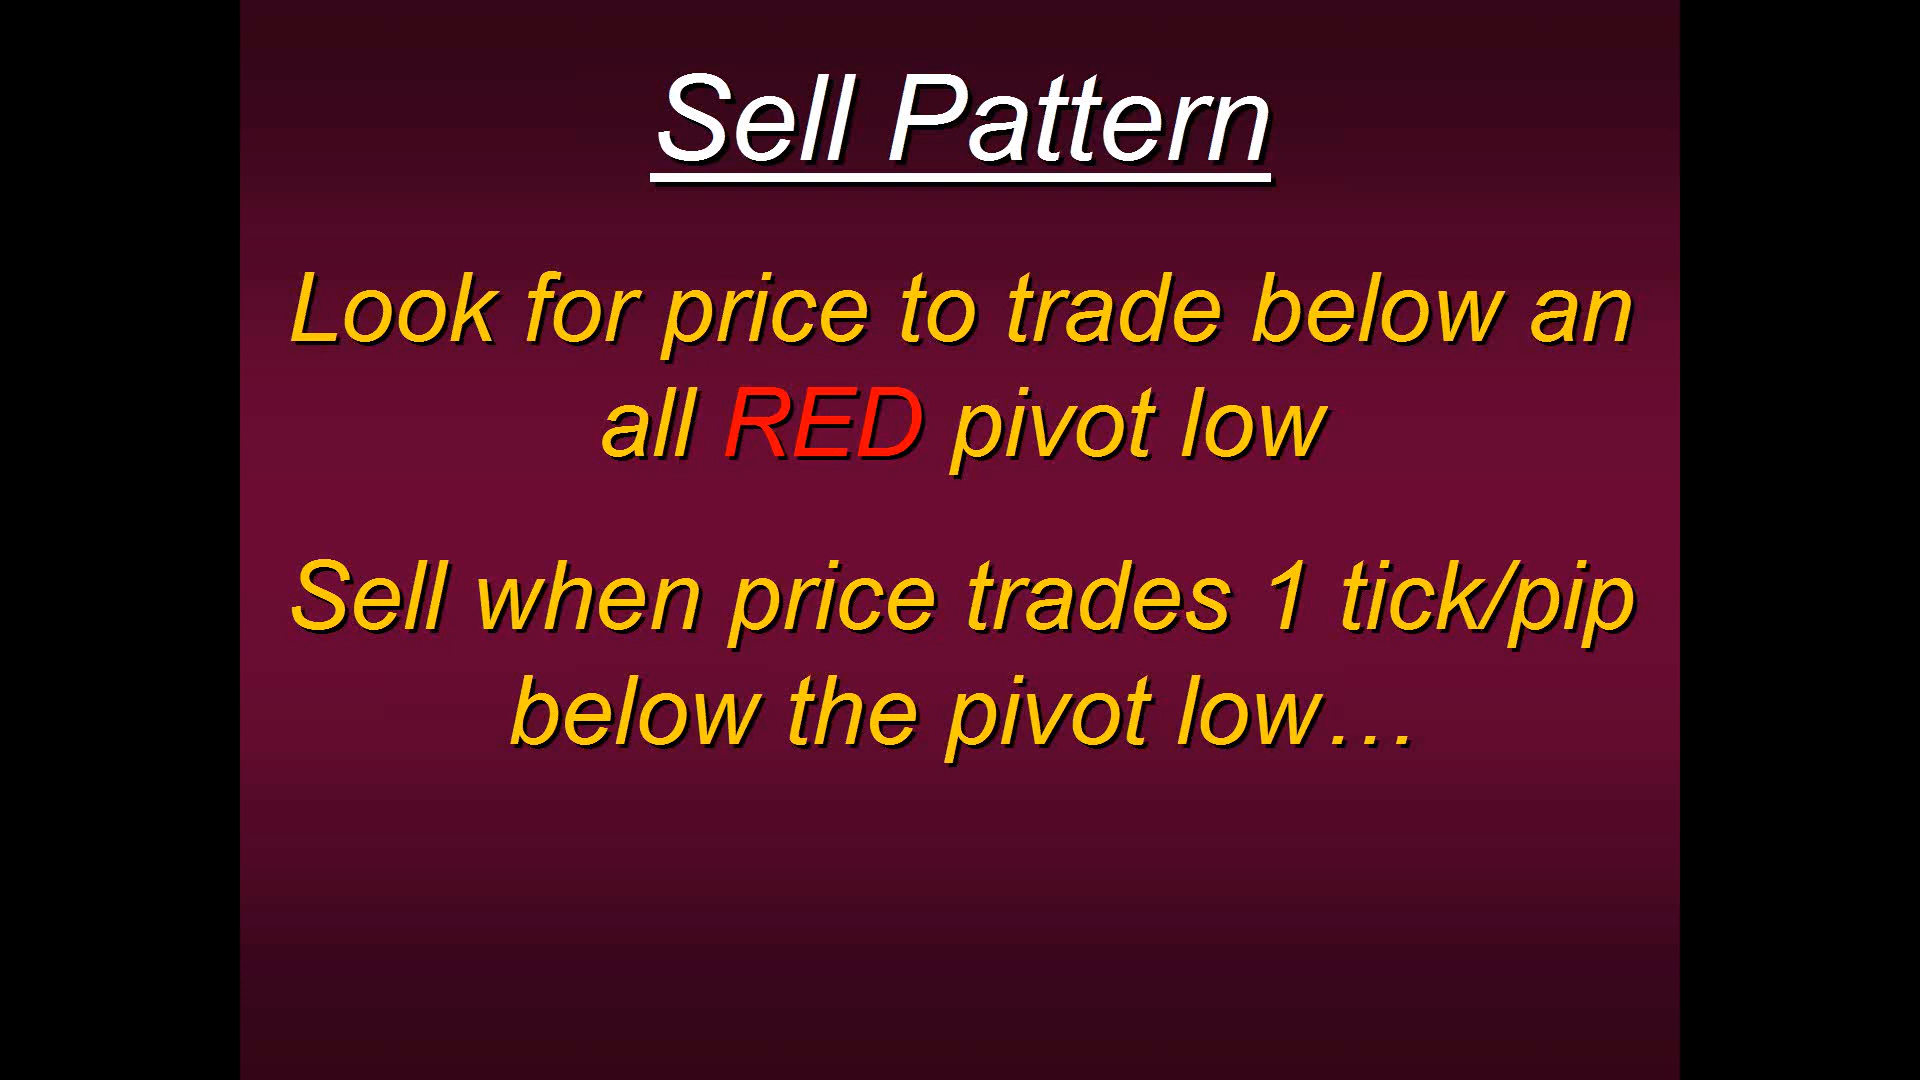 Sell Pattern
Look for price to trade below an
all RED pivot low
Sell when price trades 1 tick/pip
below the pivot low…